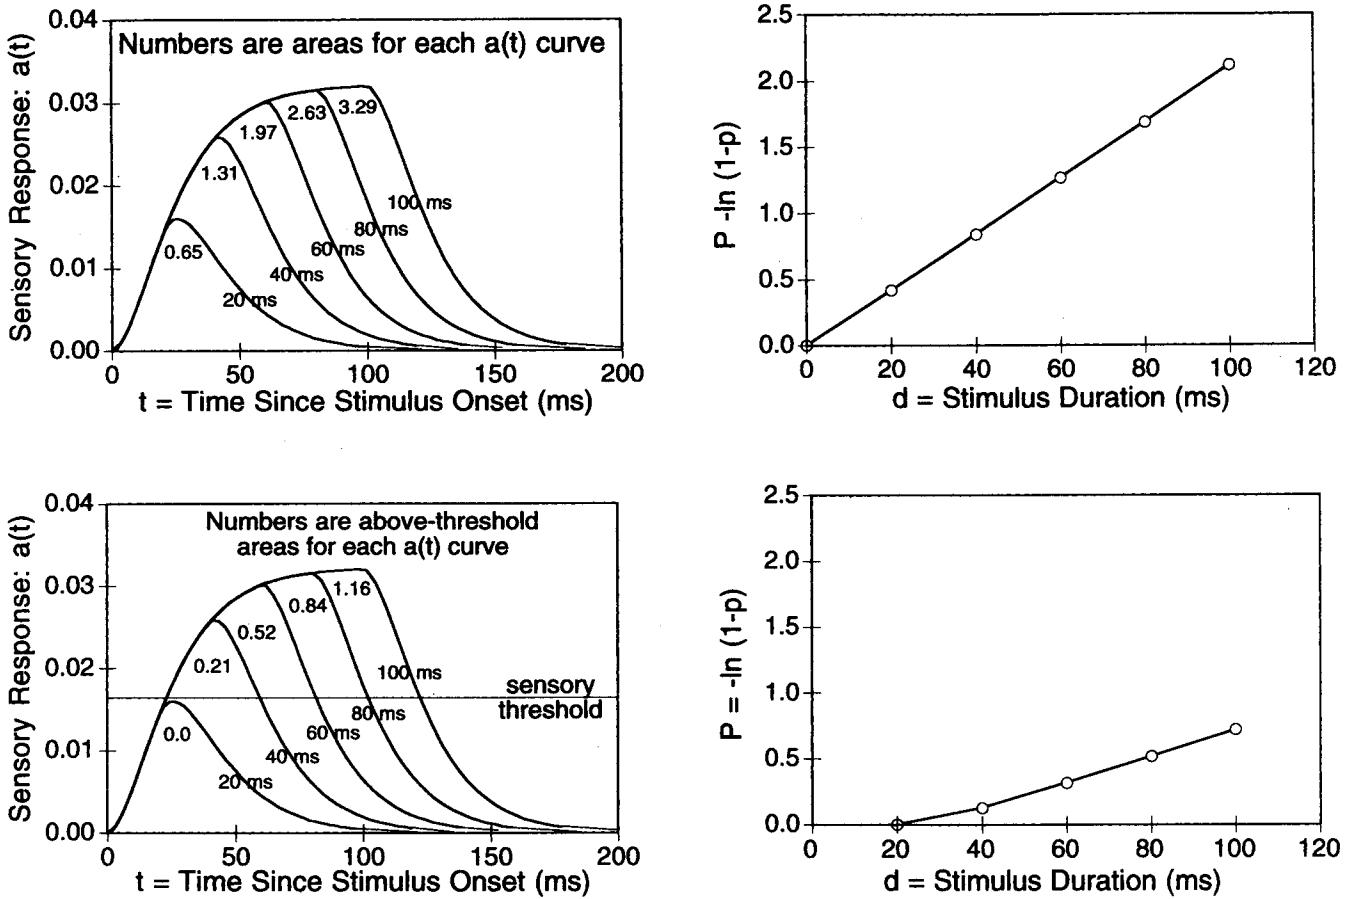 Sensory Response: a(t)
0.04
0.03
0.02
0.01
0.00
Numbers are areas for each a(t) curve
0.65
1.31
1.97
2.63
3.29
20 ms
40 ms
60 ms
80 ms
100 ms
0
50
100
150
200
t = Time Since Stimulus Onset (ms)
P -ln (1-p)
2.5
2.0
1.5
1.0
0.5
0.0
0
20
40
60
80
100
120
d = Stimulus Duration (ms)
Sensory Response: a(t)
0.04
0.03
0.02
0.01
0.00
Numbers are above-threshold
areas for each a(t) curve
0.0
0.21
0.52
0.84
1.16
20 ms
40 ms
60 ms
80 ms
100 ms
sensory
threshold
0
50
100
150
200
t = Time Since Stimulus Onset (ms)
P = -ln (1-p)
2.5
2.0
1.5
1.0
0.5
0.0
0
20
40
60
80
100
120
d = Stimulus Duration (ms)